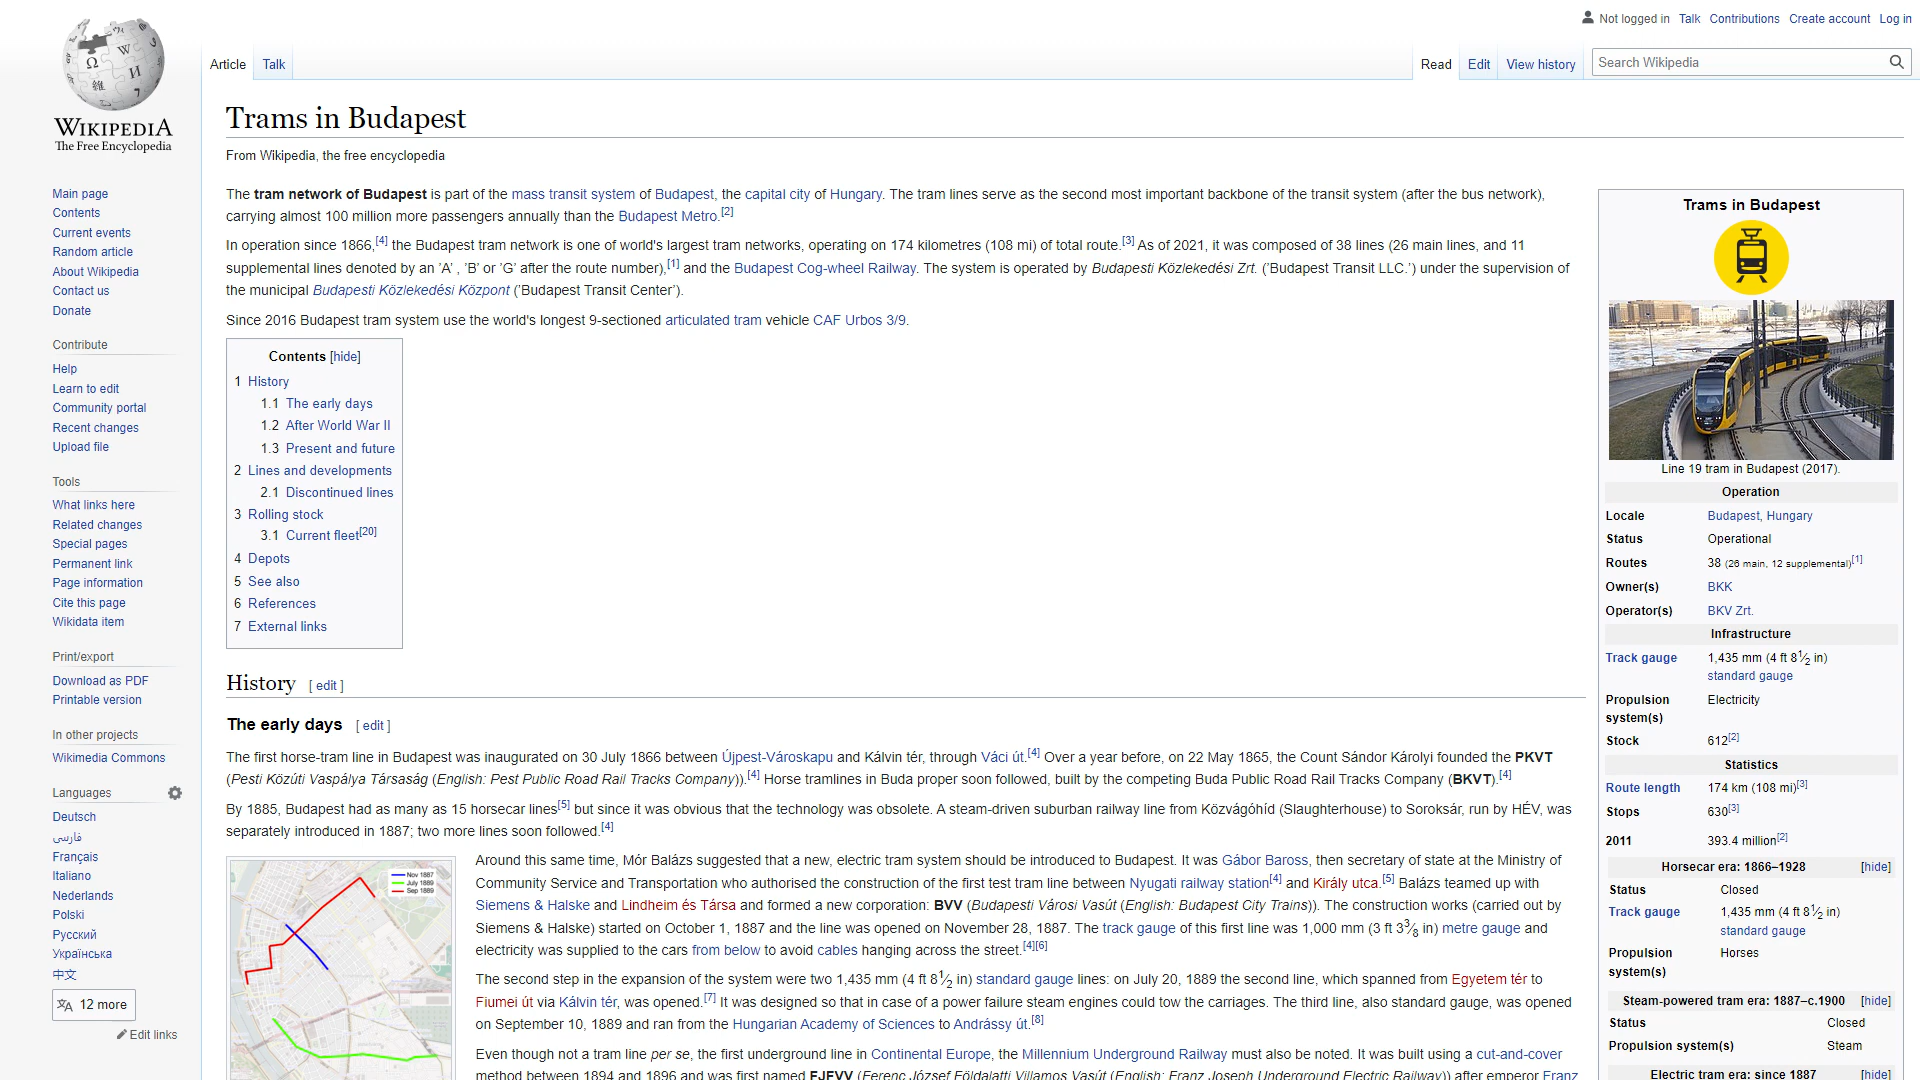 Not logged in Talk Contributions Create account Log in
Article Talk
Read Edit View history Search Wikipedia
WIKIPEDIA
The Free Encyclopedia
Main page
Contents
Current events
Random article
About Wikipedia
Contact us
Donate
Contribute
Help
Learn to edit
Community portal
Recent changes
Upload file
Tools
What links here
Related changes
Special pages
Permanent link
Page information
Cite this page
Wikidata item
Print/export
Download as PDF
Printable version
In other projects
Wikimedia Commons
Languages
Deutsch
فارسی
Français
Italiano
Nederlands
Polski
Русский
Українська
中文
12 more
Edit links
Trams in Budapest
From Wikipedia, the free encyclopedia
The tram network of Budapest is part of the mass transit system of Budapest, the capital city of Hungary. The tram lines serve as the second most important backbone of the transit system (after the bus network),
carrying almost 100 million more passengers annually than the Budapest Metro.[2]
In operation since 1866,[4] the Budapest tram network is one of world's largest tram networks, operating on 174 kilometres (108 mi) of total route.[3] As of 2021, it was composed of 38 lines (26 main lines, and 11
supplemental lines denoted by an 'A' , 'B' or 'G' after the route number),[1] and the Budapest Cog-wheel Railway. The system is operated by Budapesti Közlekedési Zrt. ('Budapest Transit LLC.') under the supervision of
the municipal Budapesti Közlekedési Központ ('Budapest Transit Center').
Since 2016 Budapest tram system use the world's longest 9-sectioned articulated tram vehicle CAF Urbos 3/9.
Contents [hide]
1 History
1.1 The early days
1.2 After World War II
1.3 Present and future
2 Lines and developments
2.1 Discontinued lines
3 Rolling stock
3.1 Current fleet[20]
4 Depots
5 See also
6 References
7 External links
History [ edit ]
The early days [ edit ]
The first horse-tram line in Budapest was inaugurated on 30 July 1866 between Újpest-Városkapu and Kálvin tér, through Váci út.[4] Over a year before, on 22 May 1865, the Count Sándor Károlyi founded the PKVT
(Pesti Közúti Vaspálya Társaság (English: Pest Public Road Rail Tracks Company)).[4] Horse tramlines in Buda proper soon followed, built by the competing Buda Public Road Rail Tracks Company (BKVT).[4]
By 1885, Budapest had as many as 15 horsecar lines[5] but since it was obvious that the technology was obsolete. A steam-driven suburban railway line from Közvágóhíd (Slaughterhouse) to Soroksár, run by HÉV, was
separately introduced in 1887; two more lines soon followed.[4]
Nov 1887
July 1889
Sep 1889
Around this same time, Mór Balázs suggested that a new, electric tram system should be introduced to Budapest. It was Gábor Baross, then secretary of state at the Ministry of
Community Service and Transportation who authorised the construction of the first test tram line between Nyugati railway station[4] and Király utca.[5] Balázs teamed up with
Siemens & Halske and Lindheim és Társa and formed a new corporation: BVV (Budapesti Városi Vasút (English: Budapest City Trains)). The construction works (carried out by
Siemens & Halske) started on October 1, 1887 and the line was opened on November 28, 1887. The track gauge of this first line was 1,000 mm (3 ft 3 3⁄8 in) metre gauge and
electricity was supplied to the cars from below to avoid cables hanging across the street.[4][6]
The second step in the expansion of the system were two 1,435 mm (4 ft 8 1⁄2 in) standard gauge lines: on July 20, 1889 the second line, which spanned from Egyetem tér to
Fiumei út via Kálvin tér, was opened.[7] It was designed so that in case of a power failure steam engines could tow the carriages. The third line, also standard gauge, was opened
on September 10, 1889 and ran from the Hungarian Academy of Sciences to Andrássy út.[8]
Even though not a tram line per se, the first underground line in Continental Europe, the Millennium Underground Railway must also be noted. It was built using a cut-and-cover
method between 1894 and 1896 and was first named FJFVV (Ferenc József Földalatti Villamos Vasút (English: Franz Joseph Underground Electric Railway)) after emperor Franz
Trams in Budapest
Line 19 tram in Budapest (2017).
Operation
Locale Budapest, Hungary
Status Operational
Routes 38 (26 main, 12 supplemental)[1]
Owner(s) BKK
Operator(s) BKV Zrt.
Infrastructure
Track gauge 1,435 mm (4 ft 8 1⁄2 in)
standard gauge
Propulsion Electricity
system(s)
Stock 612[2]
Statistics
Route length 174 km (108 mi)[3]
Stops 630[3]
2011 393.4 million[2]
Horsecar era: 1866–1928 [hide]
Status Closed
Track gauge 1,435 mm (4 ft 8 1⁄2 in)
standard gauge
Propulsion Horses
system(s)
Steam-powered tram era: 1887–c.1900 [hide]
Status Closed
Propulsion system(s) Steam
Electric tram era: since 1887 [hide]